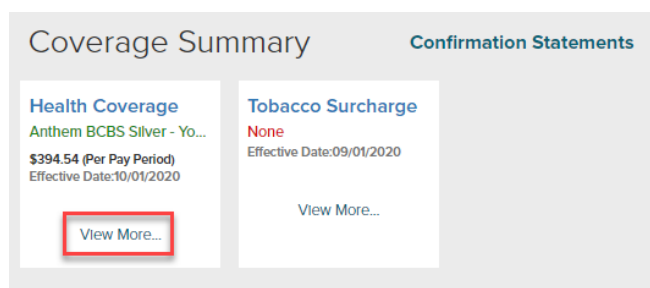 Coverage Summary
Confirmation Statements
Health Coverage
Anthem BCBS Silver - Yo...
$394.54 (Per Pay Period)
Effective Date:10/01/2020
View More...
Tobacco Surcharge
None
Effective Date:09/01/2020
View More...